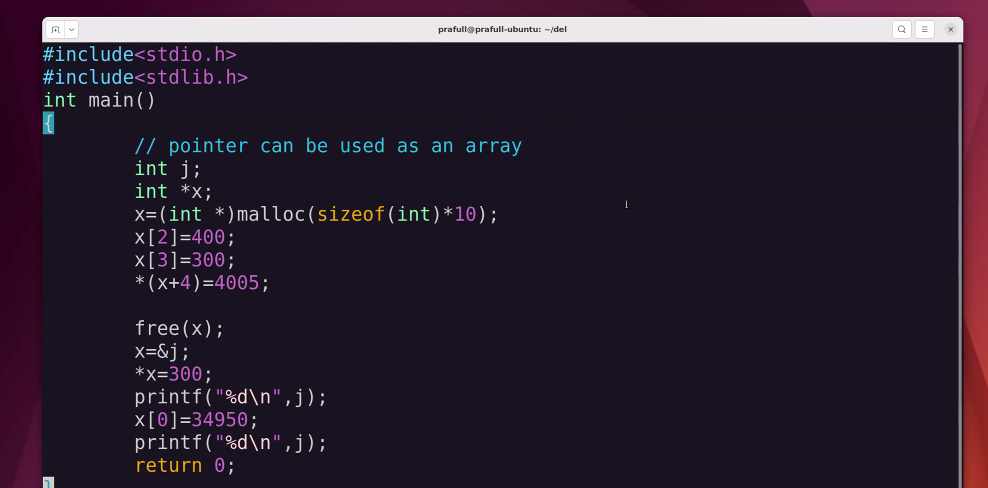 prafull@prafull-ubuntu: ~/del
#include<stdio.h>
#include<stdlib.h>
int main()
{
        // pointer can be used as an array
        int j;
        int *x;
        x=(int *)malloc(sizeof(int)*10);
        x[2]=400;
        x[3]=300;
        *(x+4)=4005;

        free(x);
        x=&j;
        *x=300;
        printf("%d\n",j);
        x[0]=34950;
        printf("%d\n",j);
        return 0;
}